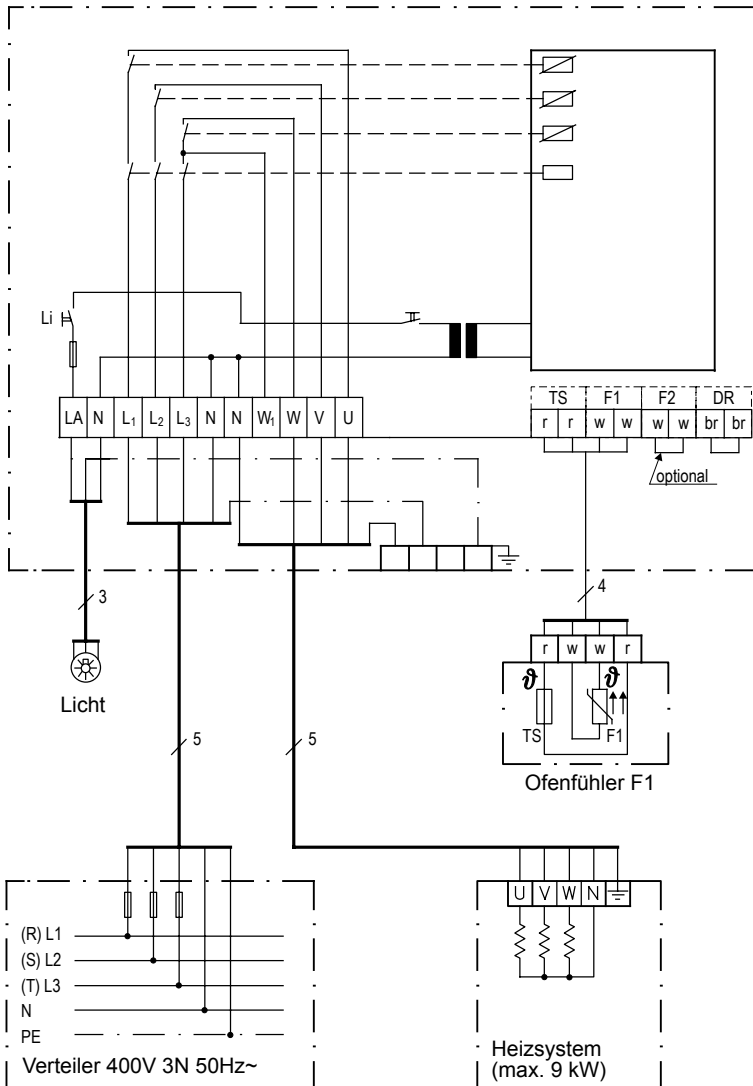 Li
TS F1 F2 DR
LA N L1 L2 L3 N N W1 W V U
r r w w w w br br
optional
3
4
r w w r
ϑ ϑ
TS F1
Licht
Ofenfühler F1
5 5
U V W N
(R) L1
(S) L2
(T) L3
N
PE
Verteiler 400V 3N 50Hz~
Heizsystem
(max. 9 kW)